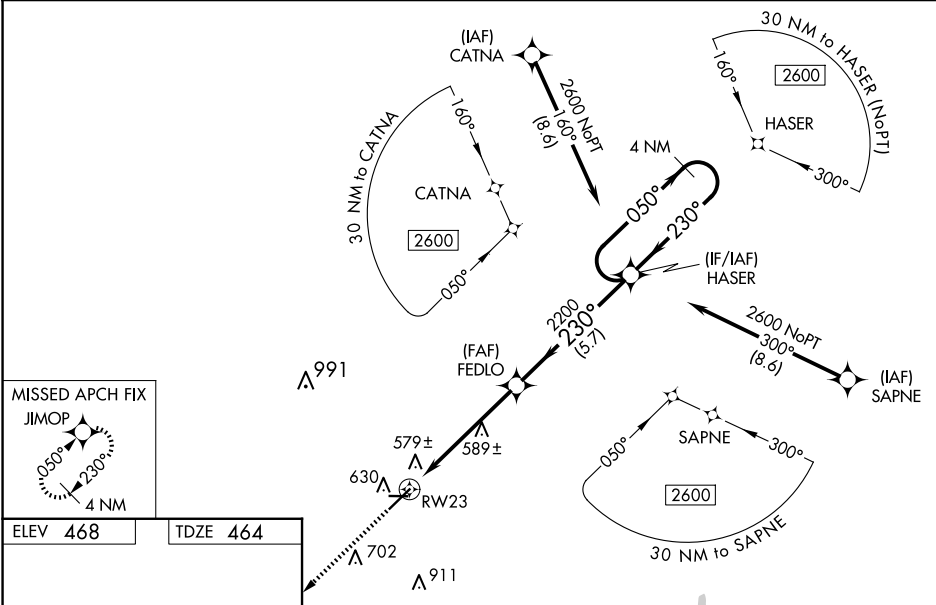 (IAF)
CATNA
2600 NoPT
160°
(8.6)
30 NM to HASER (NoPT)
160°
2600
HASER
300°
30 NM to CATNA
160°
CATNA
2600
050°
4 NM
050°
230°
(IF/IAF)
HASER
2200
230°
(5.7)
2600 NoPT
300°
(8.6)
(IAF)
SAPNE
(FAF)
FEDLO
991
MISSED APCH FIX
JIMOP
050°
230°
4 NM
579±
589±
630
RW23
702
911
050°
SAPNE
300°
2600
30 NM to SAPNE
ELEV 468
TDZE 464